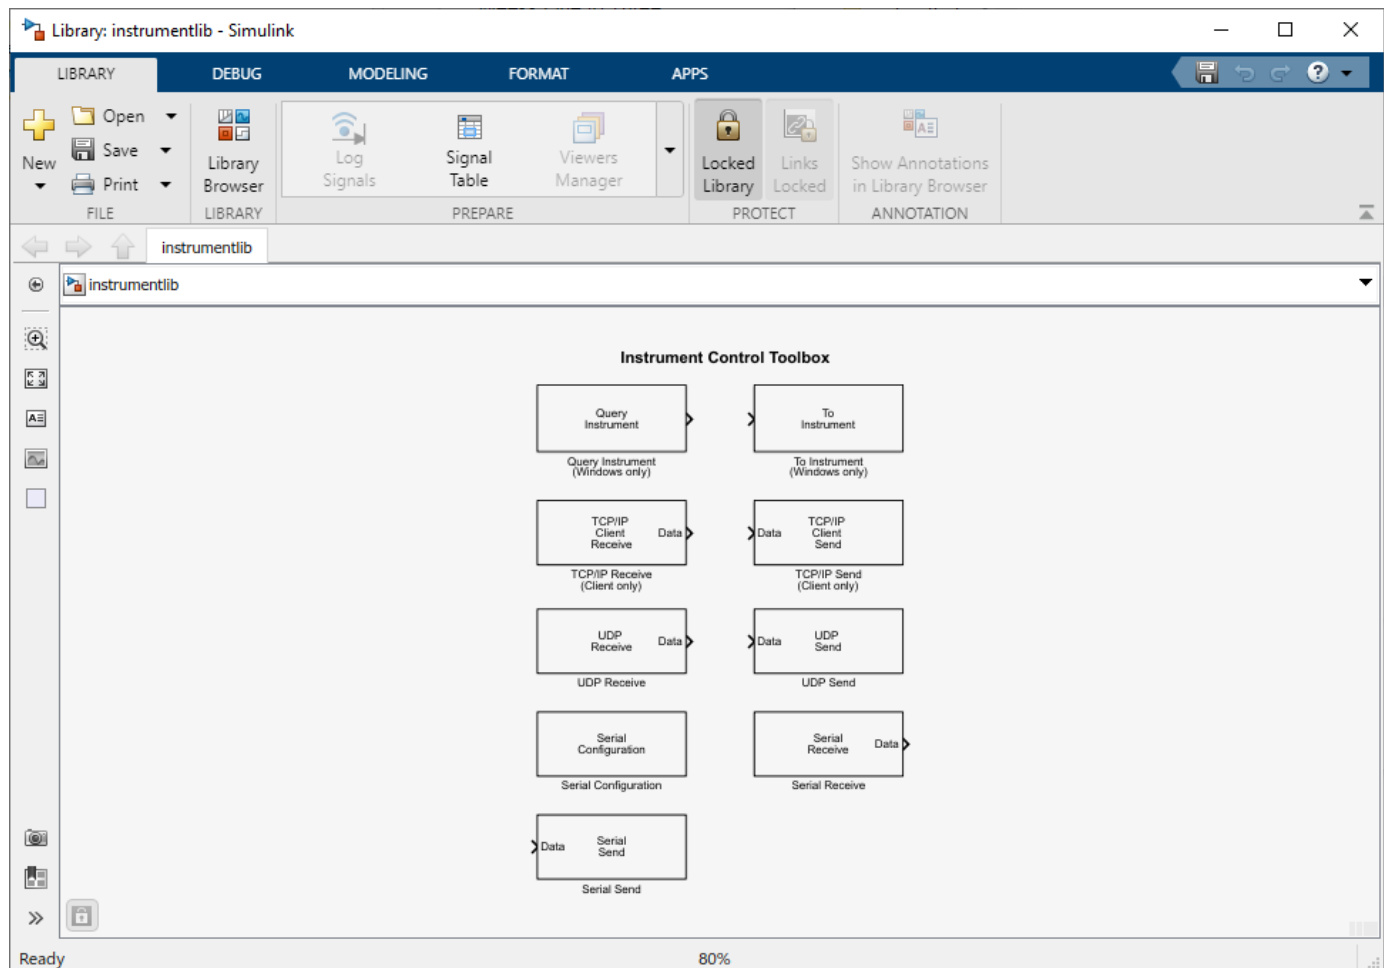 Library: instrumentlib - Simulink
LIBRARY DEBUG MODELING FORMAT APPS
New
Open
Save
Print
FILE
Library
Browser
LIBRARY
Log
Signals
Signal
Table
Viewers
Manager
PREPARE
Locked
Library
Links
Locked
PROTECT
Show Annotations
in Library Browser
ANNOTATION
instrumentlib
instrumentlib
Instrument Control Toolbox
Query
Instrument
Query Instrument
(Windows only)
To
Instrument
To Instrument
(Windows only)
TCP/IP
Client
Receive
Data
TCP/IP Receive
(Client only)
Data
TCP/IP
Client
Send
TCP/IP Send
(Client only)
UDP
Receive
Data
UDP Receive
Data
UDP
Send
UDP Send
Serial
Configuration
Serial Configuration
Serial
Receive
Data
Serial Receive
Data
Serial
Send
Serial Send
Ready
80%